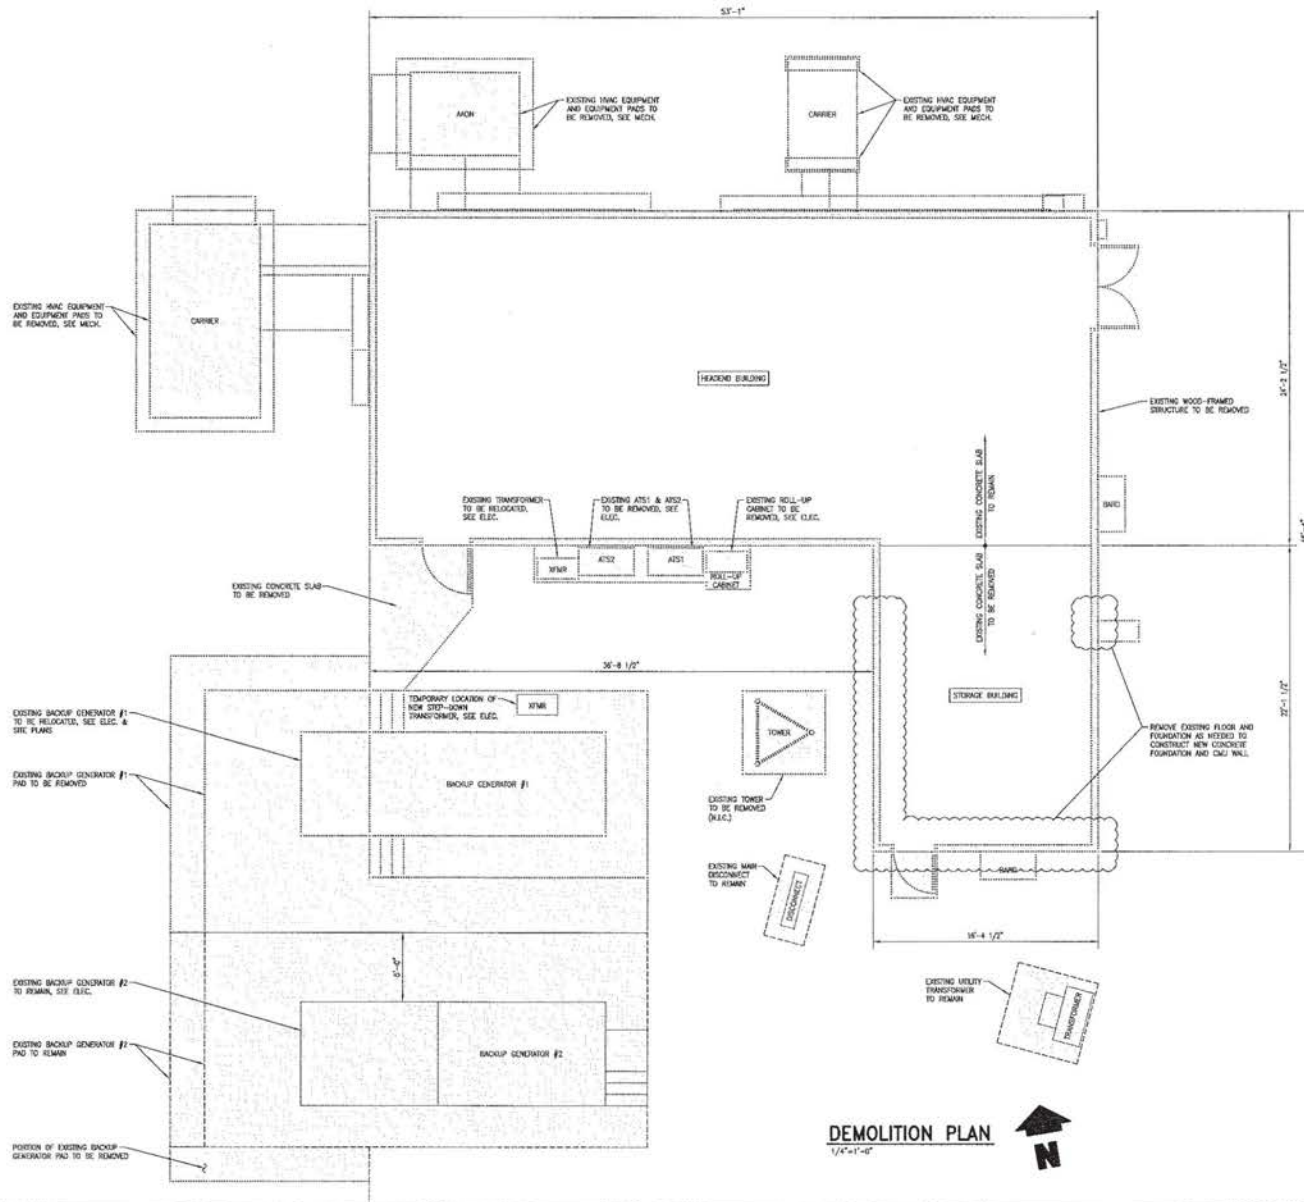 53'-1"
AAON
EXISTING HVAC EQUIPMENT
AND EQUIPMENT PADS TO
BE REMOVED, SEE MECH.
CARRIER
EXISTING HVAC EQUIPMENT
AND EQUIPMENT PADS TO
BE REMOVED, SEE MECH.
EXISTING HVAC EQUIPMENT
AND EQUIPMENT PADS TO
BE REMOVED, SEE MECH.
CARRIER
HEADEND BUILDING
24'-2 1/2"
EXISTING WOOD-FRAMED
STRUCTURE TO BE REMOVED
EXISTING CONCRETE SLAB
TO REMAIN
BARD
EXISTING TRANSFORMER
TO BE RELOCATED,
SEE ELEC.
EXISTING ATS1 & ATS2
TO BE REMOVED, SEE
ELEC.
EXISTING ROLL-UP
CABINET TO BE
REMOVED, SEE ELEC.
XFMR
ATS2
ATS1
ROLL-UP
CABINET
EXISTING CONCRETE SLAB
TO BE REMOVED
EXISTING CONCRETE SLAB
TO BE REMOVED
36'-8 1/2"
22'-1 1/2"
STORAGE BUILDING
TEMPORARY LOCATION OF
NEW STEP-DOWN
TRANSFORMER, SEE ELEC.
XFMR
EXISTING BACKUP GENERATOR #1
TO BE RELOCATED, SEE ELEC. &
SITE PLANS
TOWER
REMOVE EXISTING FLOOR AND
FOUNDATION AS NEEDED TO
CONSTRUCT NEW CONCRETE
FOUNDATION AND CMU WALL
EXISTING BACKUP GENERATOR #1
PAD TO BE REMOVED
BACKUP GENERATOR #1
EXISTING TOWER
TO BE REMOVED
(N.I.C.)
EXISTING MAIN
DISCONNECT
TO REMAIN
DISCONNECT
BARD
16'-4 1/2"
EXISTING BACKUP GENERATOR #2
TO REMAIN, SEE ELEC.
EXISTING UTILITY
TRANSFORMER
TO REMAIN
TRANSFORMER
EXISTING BACKUP GENERATOR #2
PAD TO REMAIN
BACKUP GENERATOR #2
PORTION OF EXISTING BACKUP
GENERATOR PAD TO BE REMOVED
DEMOLITION PLAN
1/4"=1'-0"
N